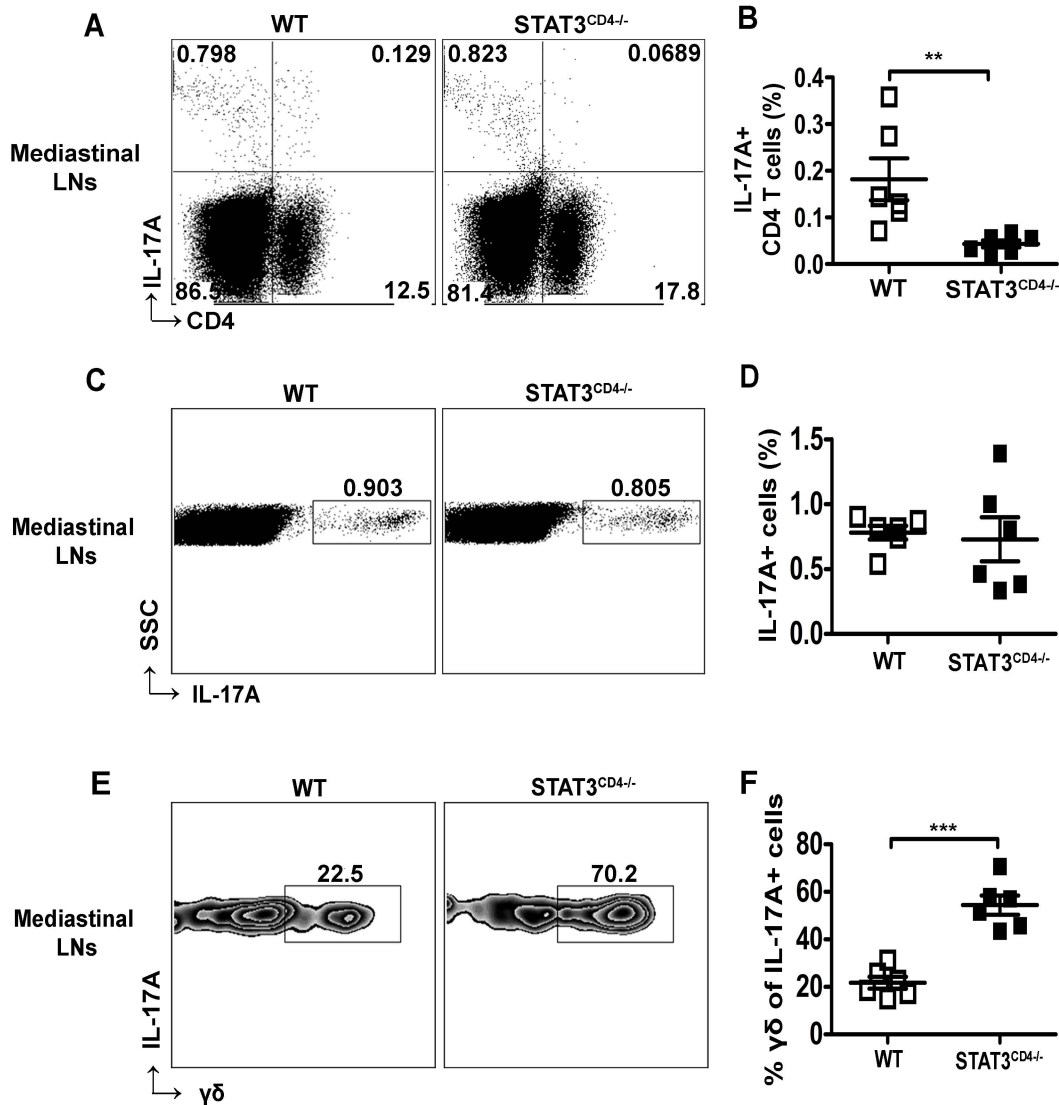 A
WT
STAT3CD4-/-
0.798
0.129
0.823
0.0689
Mediastinal
LNs
86.5
12.5
81.4
17.8
IL-17A
CD4
B
**
IL-17A+
CD4 T cells (%)
0.4
0.3
0.2
0.1
0.0
WT
STAT3CD4-/-
C
WT
STAT3CD4-/-
0.903
0.805
Mediastinal
LNs
SSC
IL-17A
D
IL-17A+ cells (%)
1.5
1.0
0.5
0.0
WT
STAT3CD4-/-
E
WT
STAT3CD4-/-
22.5
70.2
Mediastinal
LNs
IL-17A
γδ
F
***
% γδ of IL-17A+ cells
80
60
40
20
0
WT
STAT3CD4-/-